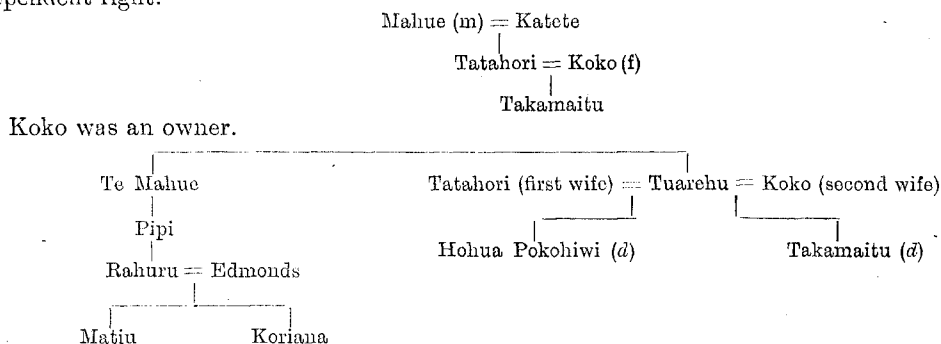 right.
Mahue (m) = Katete
Tatahori = Koko (f)
Takamaitu
Koko was an owner.
Te Mahue Tatahori (first wife) = Tuarehu = Koko (second wife)
Pipi
Hohua Pokohiwi (d) Takamaitu (d)
Rahuru = Edmonds
Matiu Koriana